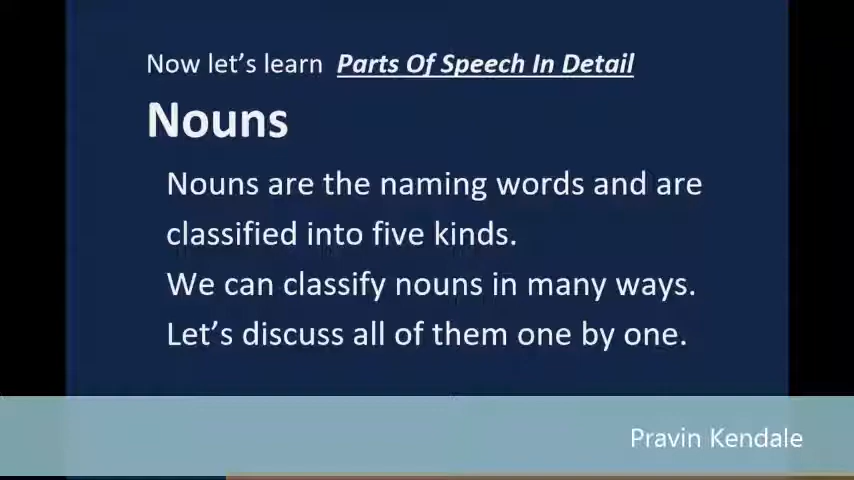 Now let's learn Parts Of Speech In Detail
Nouns
Nouns are the naming words and are
classified into five kinds.
We can classify nouns in many ways.
Let's discuss all of them one by one.
Pravin Kendale